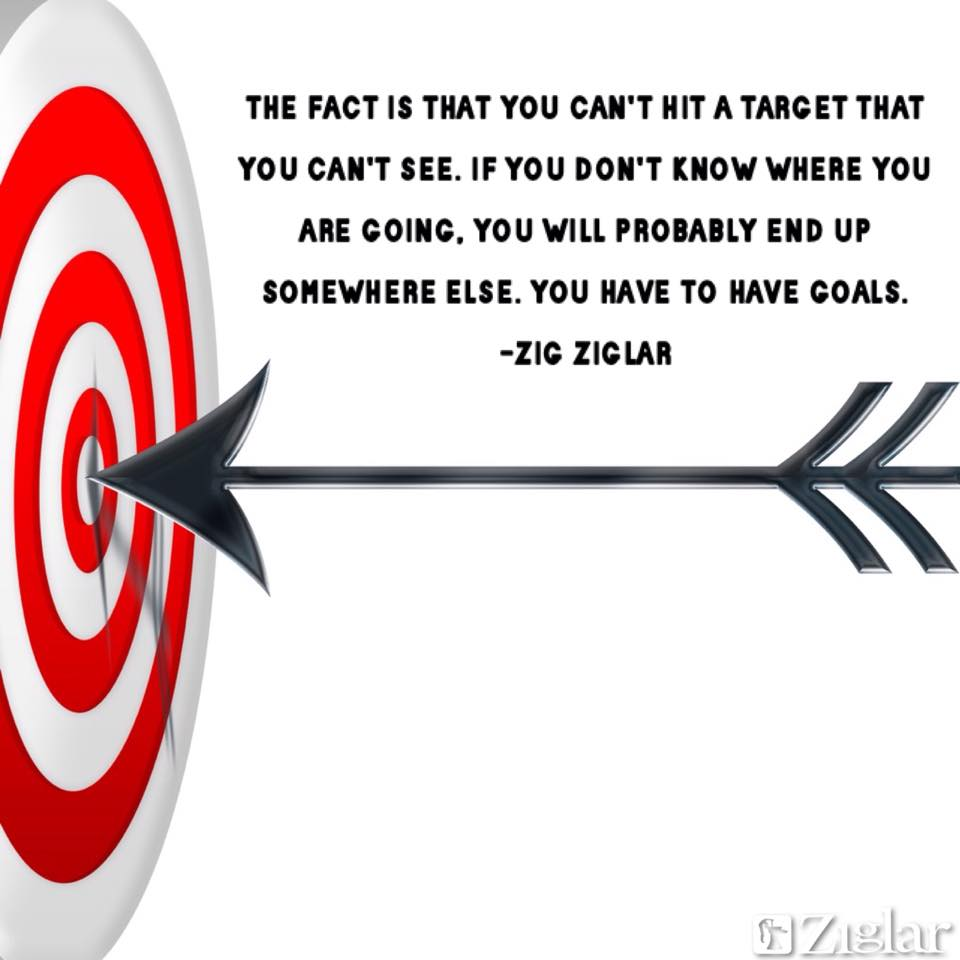 THE FACT IS THAT YOU CAN'T HIT A TARGET THAT
YOU CAN'T SEE. IF YOU DON'T KNOW WHERE YOU
ARE GOING, YOU WILL PROBABLY END UP
SOMEWHERE ELSE. YOU HAVE TO HAVE GOALS.
-ZIG ZIGLAR
Ziglar